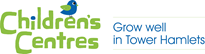 Children's
Centres
Grow well
in Tower Hamlets